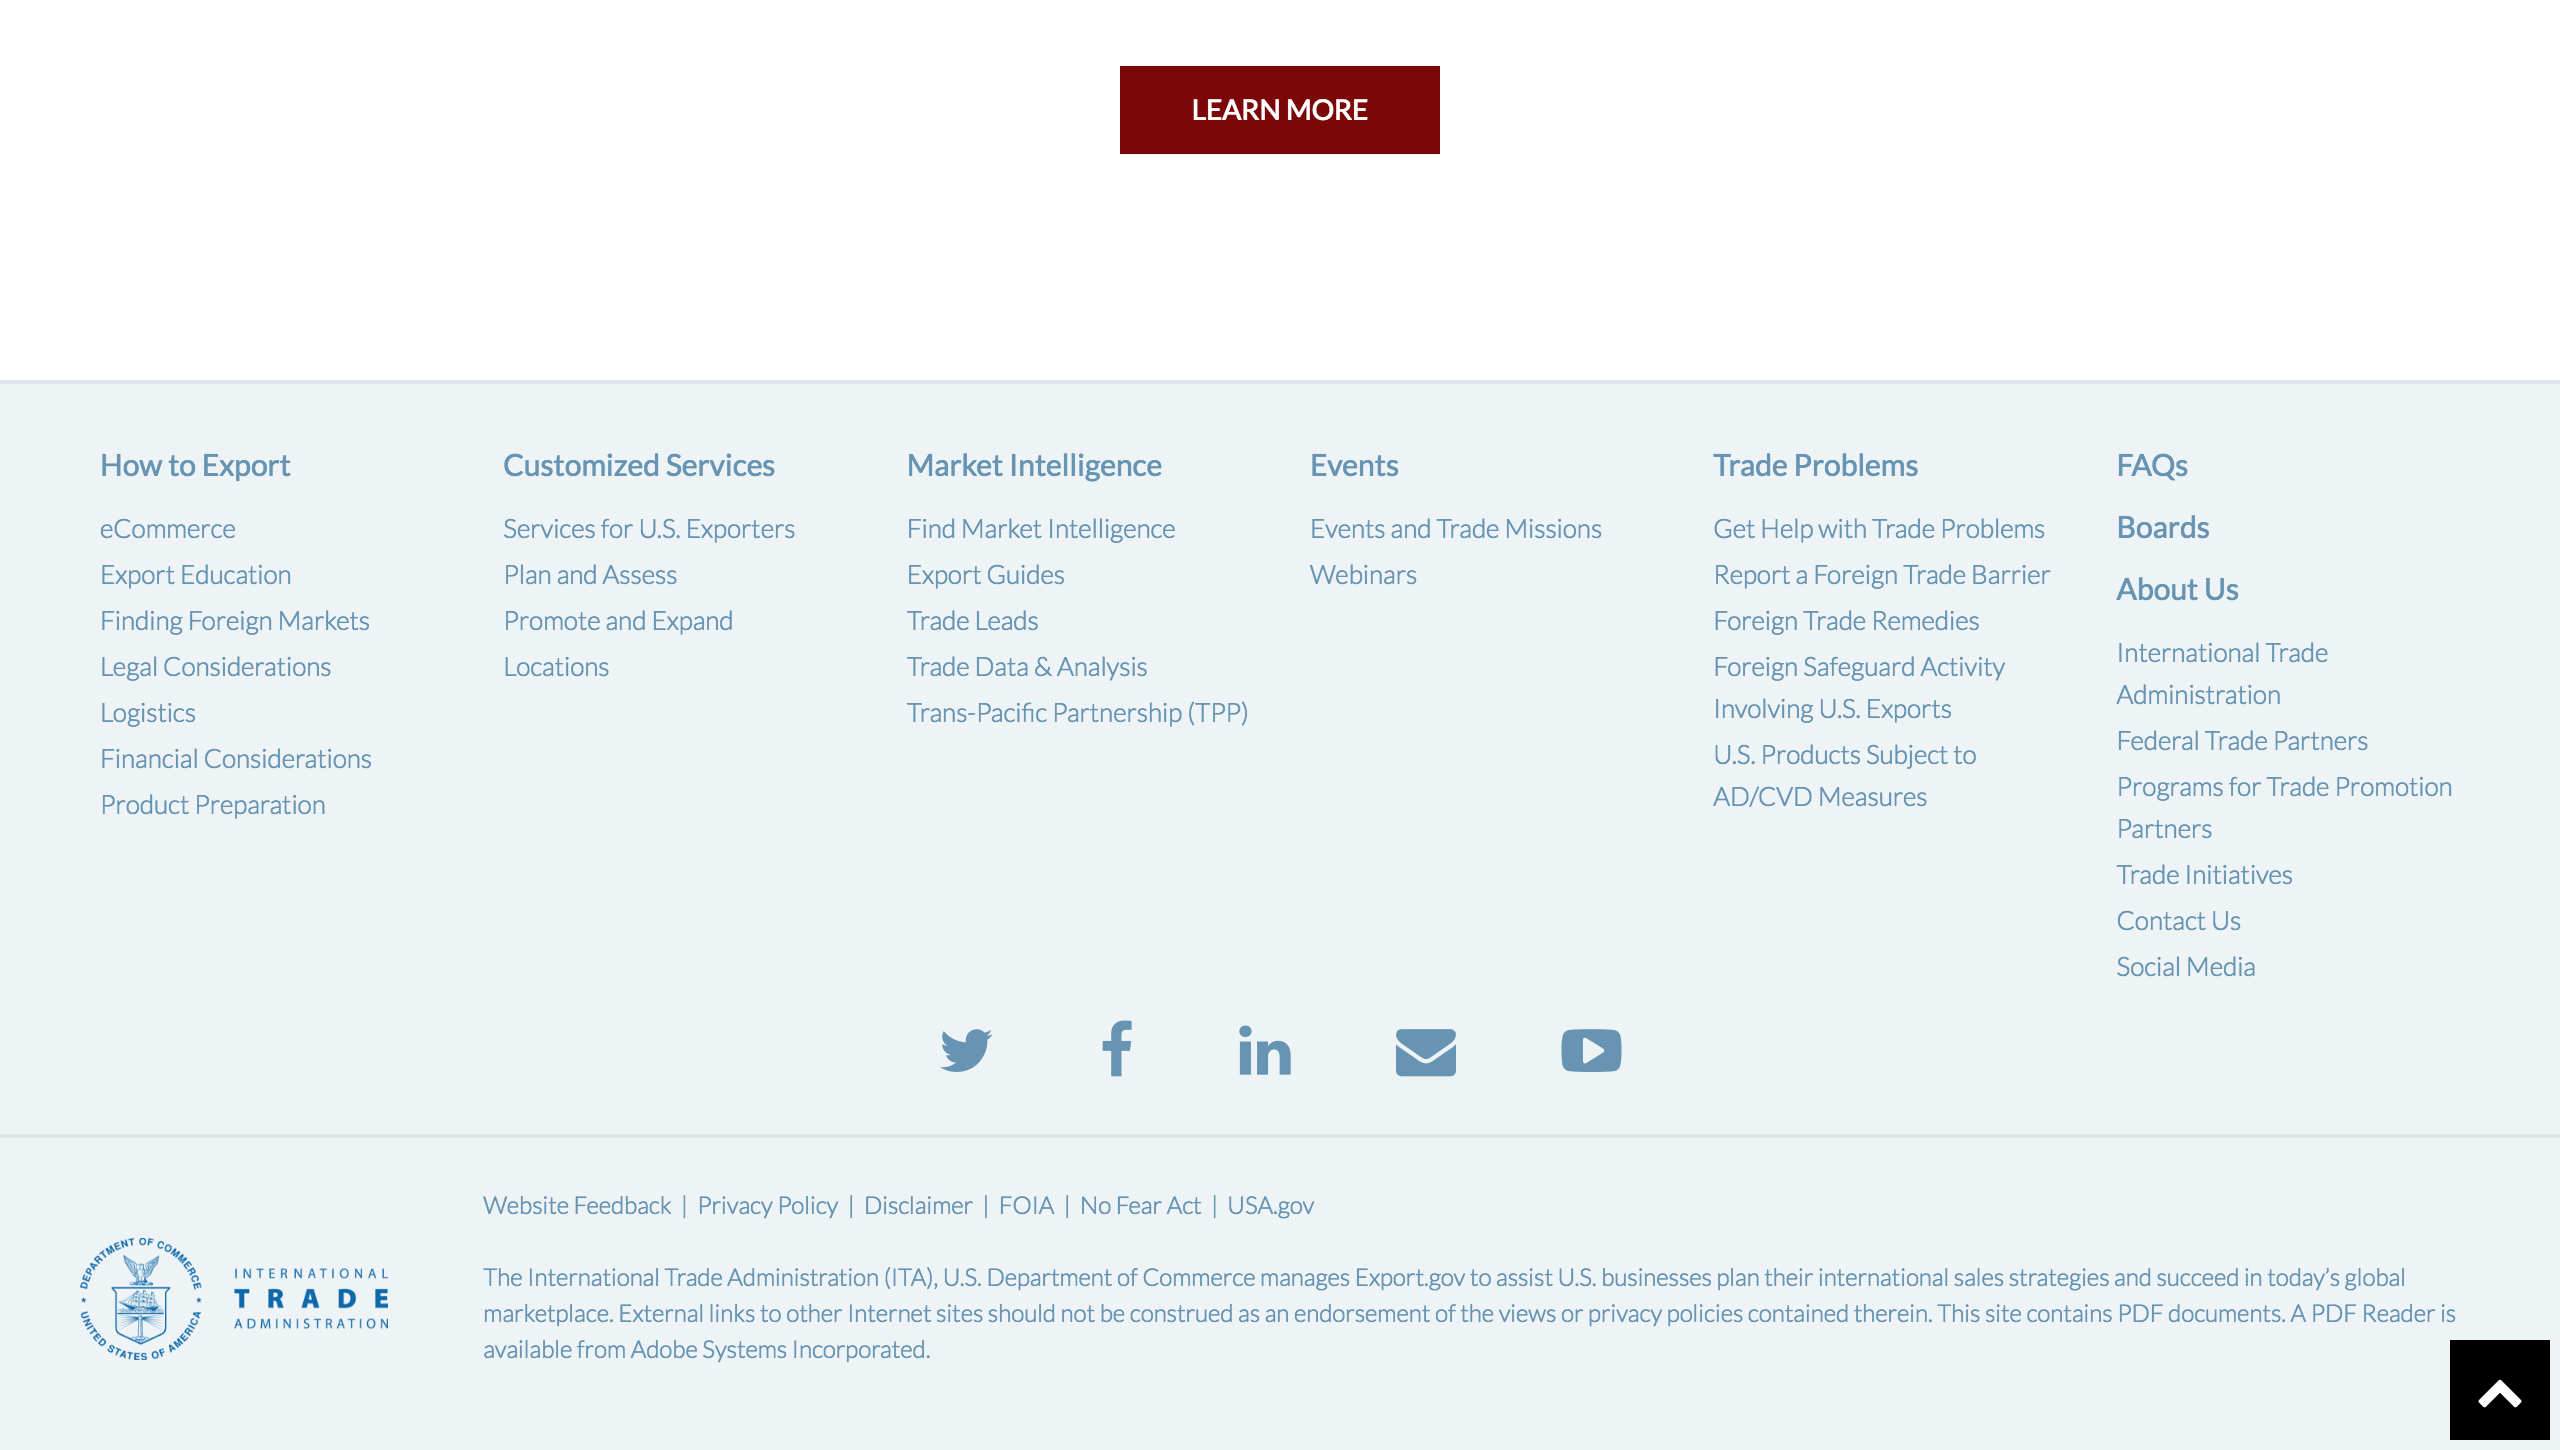 LEARN MORE
How to Export
eCommerce
Export Education
Finding Foreign Markets
Legal Considerations
Logistics
Financial Considerations
Product Preparation
Customized Services
Services for U.S. Exporters
Plan and Assess
Promote and Expand
Locations
Market Intelligence
Find Market Intelligence
Export Guides
Trade Leads
Trade Data & Analysis
Trans-Pacific Partnership (TPP)
Events
Events and Trade Missions
Webinars
Trade Problems
Get Help with Trade Problems
Report a Foreign Trade Barrier
Foreign Trade Remedies
Foreign Safeguard Activity
Involving U.S. Exports
U.S. Products Subject to
AD/CVD Measures
FAQs
Boards
About Us
International Trade
Administration
Federal Trade Partners
Programs for Trade Promotion
Partners
Trade Initiatives
Contact Us
Social Media
DEPARTMENT OF COMMERCE
UNITED STATES OF AMERICA
INTERNATIONAL
TRADE
ADMINISTRATION
Website Feedback | Privacy Policy | Disclaimer | FOIA | No Fear Act | USA.gov
The International Trade Administration (ITA), U.S. Department of Commerce manages Export.gov to assist U.S. businesses plan their international sales strategies and succeed in today’s global
marketplace. External links to other Internet sites should not be construed as an endorsement of the views or privacy policies contained therein. This site contains PDF documents. A PDF Reader is
available from Adobe Systems Incorporated.